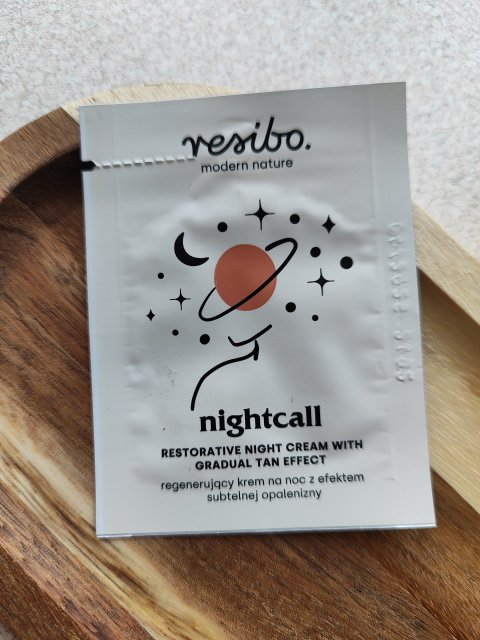 resibo.
modern nature
nightcall
RESTORATIVE NIGHT CREAM WITH
GRADUAL TAN EFFECT
regenerujący krem na noc z efektem
subtelnej opalenizny